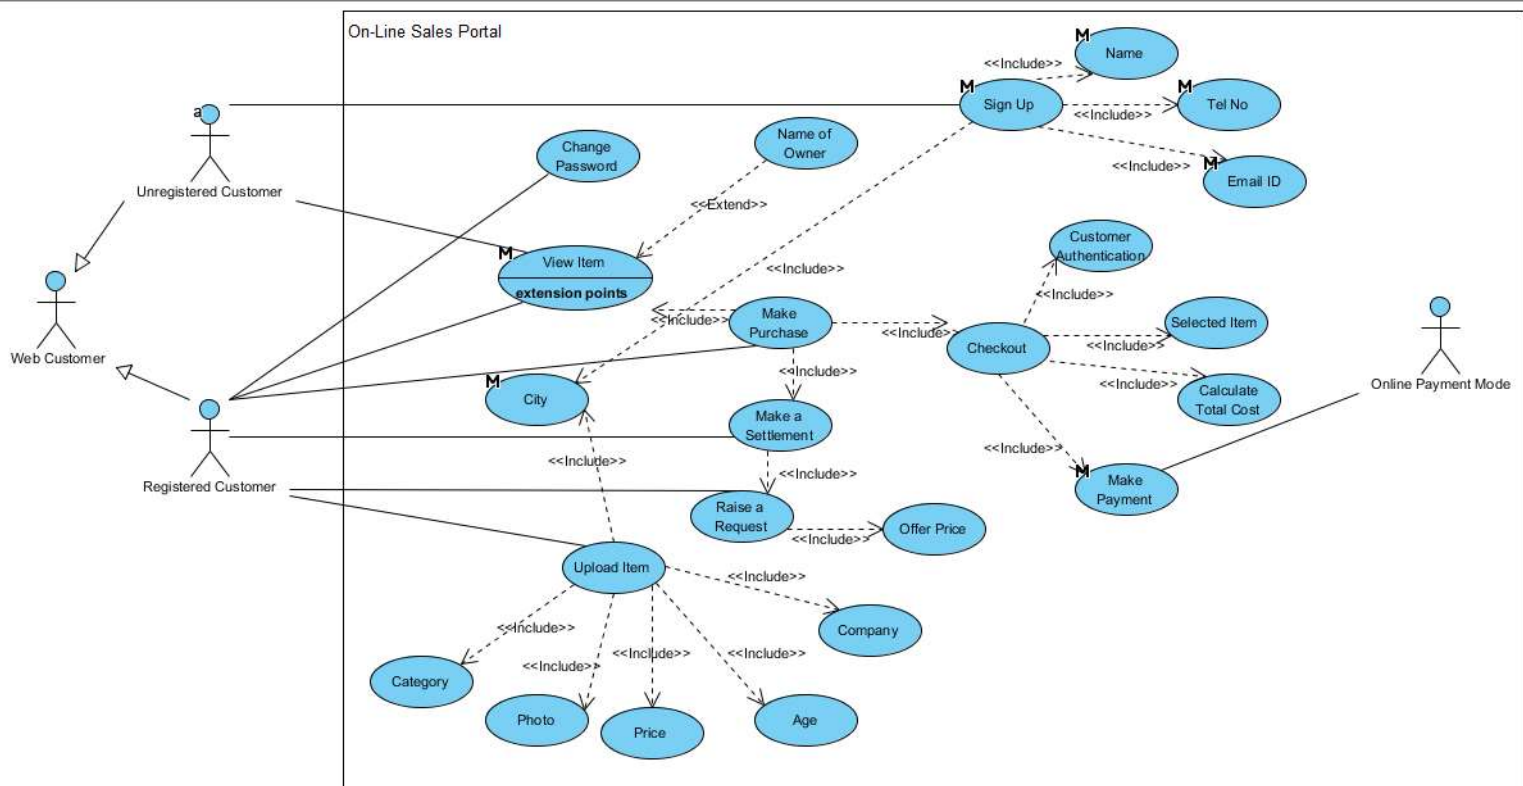 On-Line Sales Portal
M
Name
<<Include>>
M
Sign Up
M
Tel No
<<Include>>
a
Unregistered Customer
Change
Password
Name of
Owner
<<Include>>
M
Email ID
<<Extend>>
M
View Item
extension points
<<Include>>
Customer
Authentication
<<Include>>
Web Customer
Make
Purchase
<<Include>>
<<Include>>
Checkout
Selected Item
<<Include>>
Online Payment Mode
M
City
<<Include>>
<<Include>>
Calculate
Total Cost
Make a
Settlement
<<Include>>
<<Include>>
M
Make
Payment
Registered Customer
<<Include>>
Raise a
Request
<<Include>>
Offer Price
Upload Item
<<Include>>
Company
<<Include>>
<<Include>>
<<Include>>
<<Include>>
Category
Photo
Price
Age